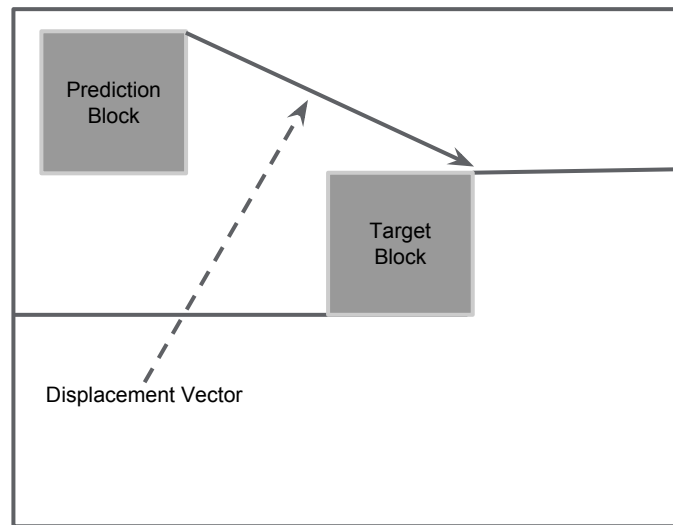 Prediction
Block
Target
Block
Displacement Vector